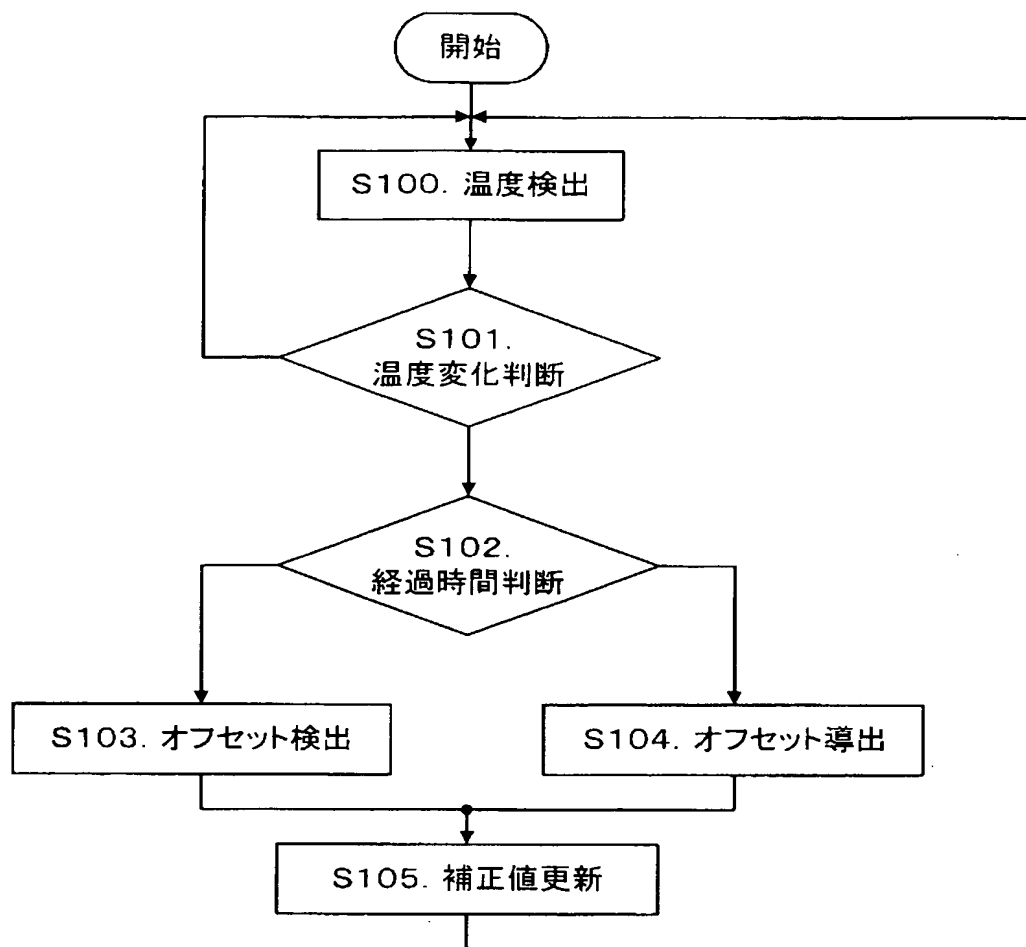 開始
S100. 温度検出
S101.
温度変化判断
S102.
経過時間判断
S103. オフセット検出
S104. オフセット導出
S105. 補正値更新